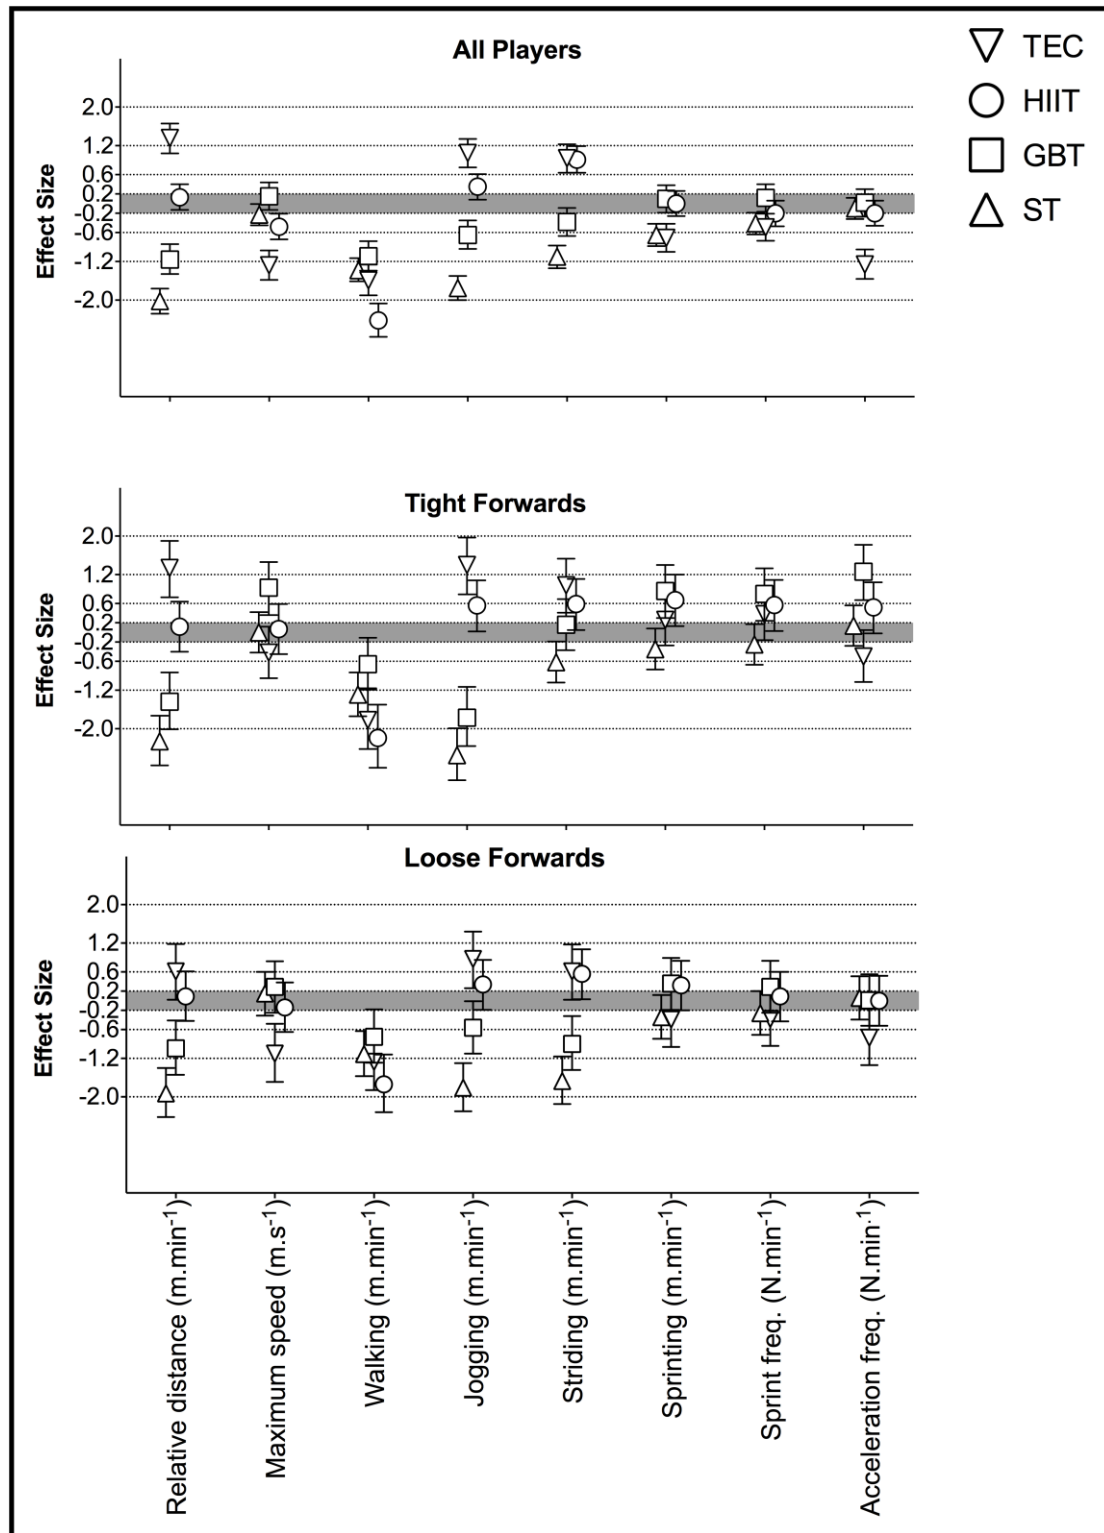 All Players
TEC
HIIT
GBT
ST
Effect Size
2.0
1.2
0.6
0.2
-0.2
-0.6
-1.2
-2.0
Tight Forwards
Effect Size
2.0
1.2
0.6
0.2
-0.2
-0.6
-1.2
-2.0
Loose Forwards
Effect Size
2.0
1.2
0.6
0.2
-0.2
-0.6
-1.2
-2.0
Relative distance (m.min⁻¹)
Maximum speed (m.s⁻¹)
Walking (m.min⁻¹)
Jogging (m.min⁻¹)
Striding (m.min⁻¹)
Sprinting (m.min⁻¹)
Sprint freq. (N.min⁻¹)
Acceleration freq. (N.min·¹)